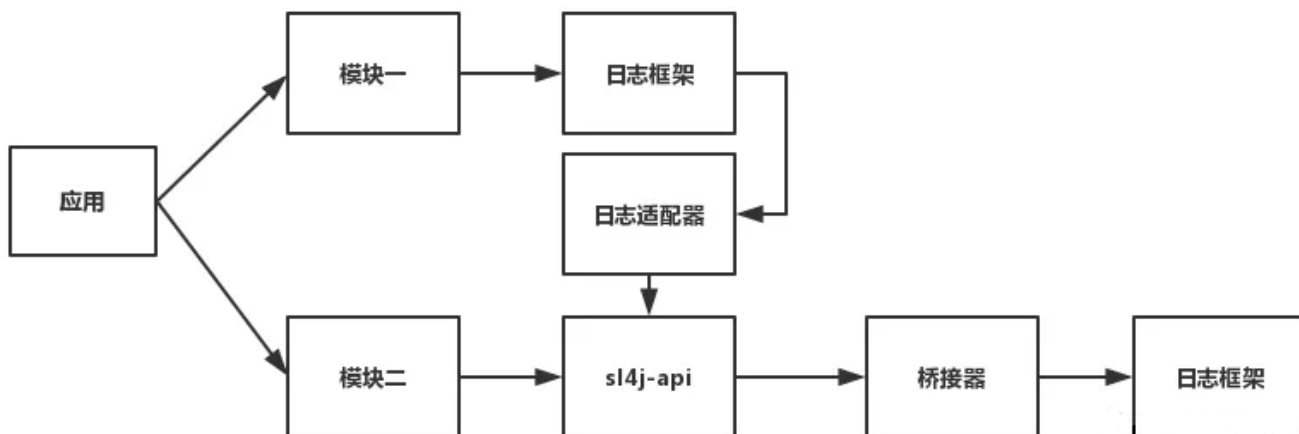 模块一
日志框架
应用
日志适配器
模块二
sl4j-api
桥接器
日志框架